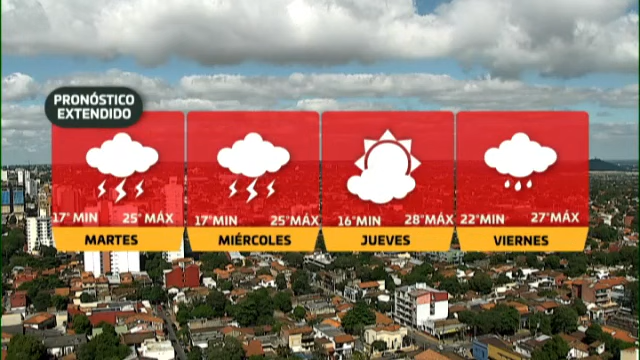 PRONÓSTICO
EXTENDIDO
17° MIN 25° MÁX
MARTES
17°MIN 25°MÁX
MIÉRCOLES
16°MIN 28°MÁX
JUEVES
22°MIN 27°MÁX
VIERNES